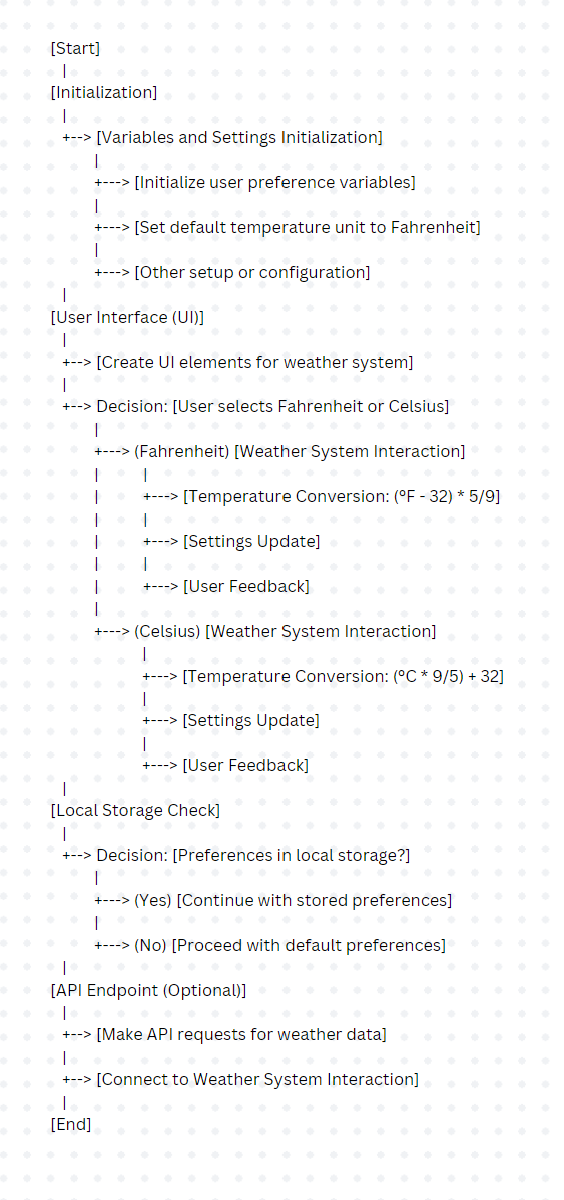 [Start]
|
[Initialization]
|
+--> [Variables and Settings Initialization]
|
+---> [Initialize user preference variables]
|
+---> [Set default temperature unit to Fahrenheit]
|
+---> [Other setup or configuration]
|
[User Interface (UI)]
|
+--> [Create UI elements for weather system]
|
+--> Decision: [User selects Fahrenheit or Celsius]
|
+---> (Fahrenheit) [Weather System Interaction]
| |
| +---> [Temperature Conversion: (°F - 32) * 5/9]
| |
| +---> [Settings Update]
| |
| +---> [User Feedback]
|
+---> (Celsius) [Weather System Interaction]
|
+---> [Temperature Conversion: (°C * 9/5) + 32]
|
+---> [Settings Update]
|
+---> [User Feedback]
|
[Local Storage Check]
|
+--> Decision: [Preferences in local storage?]
|
+---> (Yes) [Continue with stored preferences]
|
+---> (No) [Proceed with default preferences]
|
[API Endpoint (Optional)]
|
+--> [Make API requests for weather data]
|
+--> [Connect to Weather System Interaction]
|
[End]